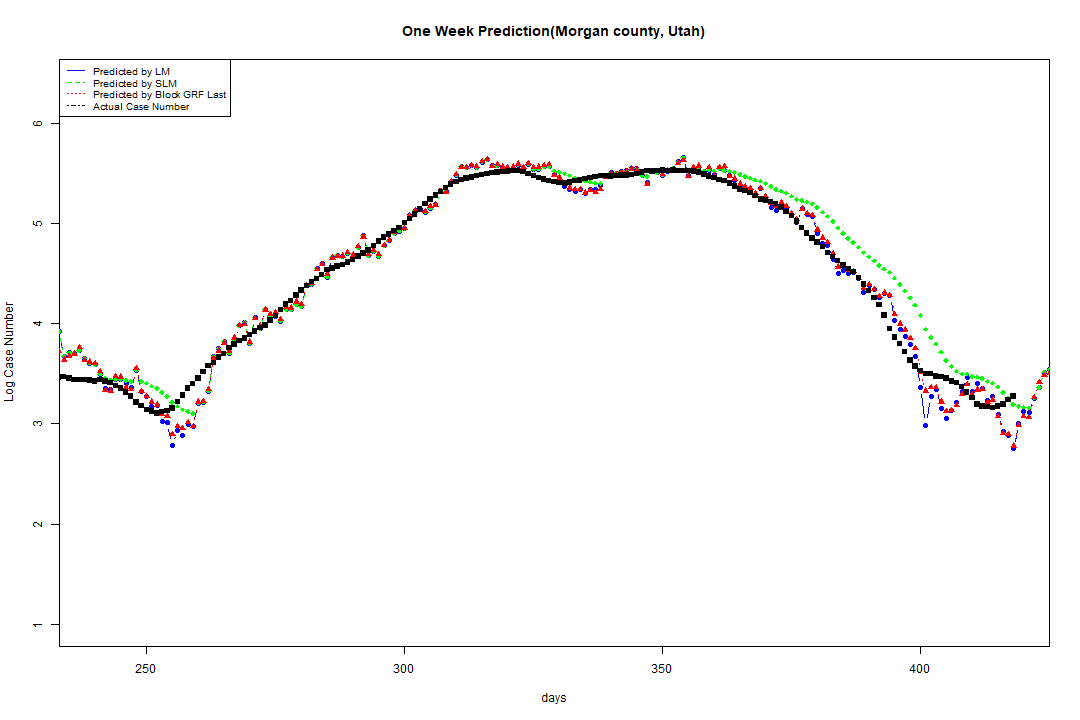 One Week Prediction(Morgan county, Utah)
Predicted by LM
Predicted by SLM
Predicted by Block GRF Last
Actual Case Number
6
5
4
3
2
1
Log Case Number
250
300
350
400
days